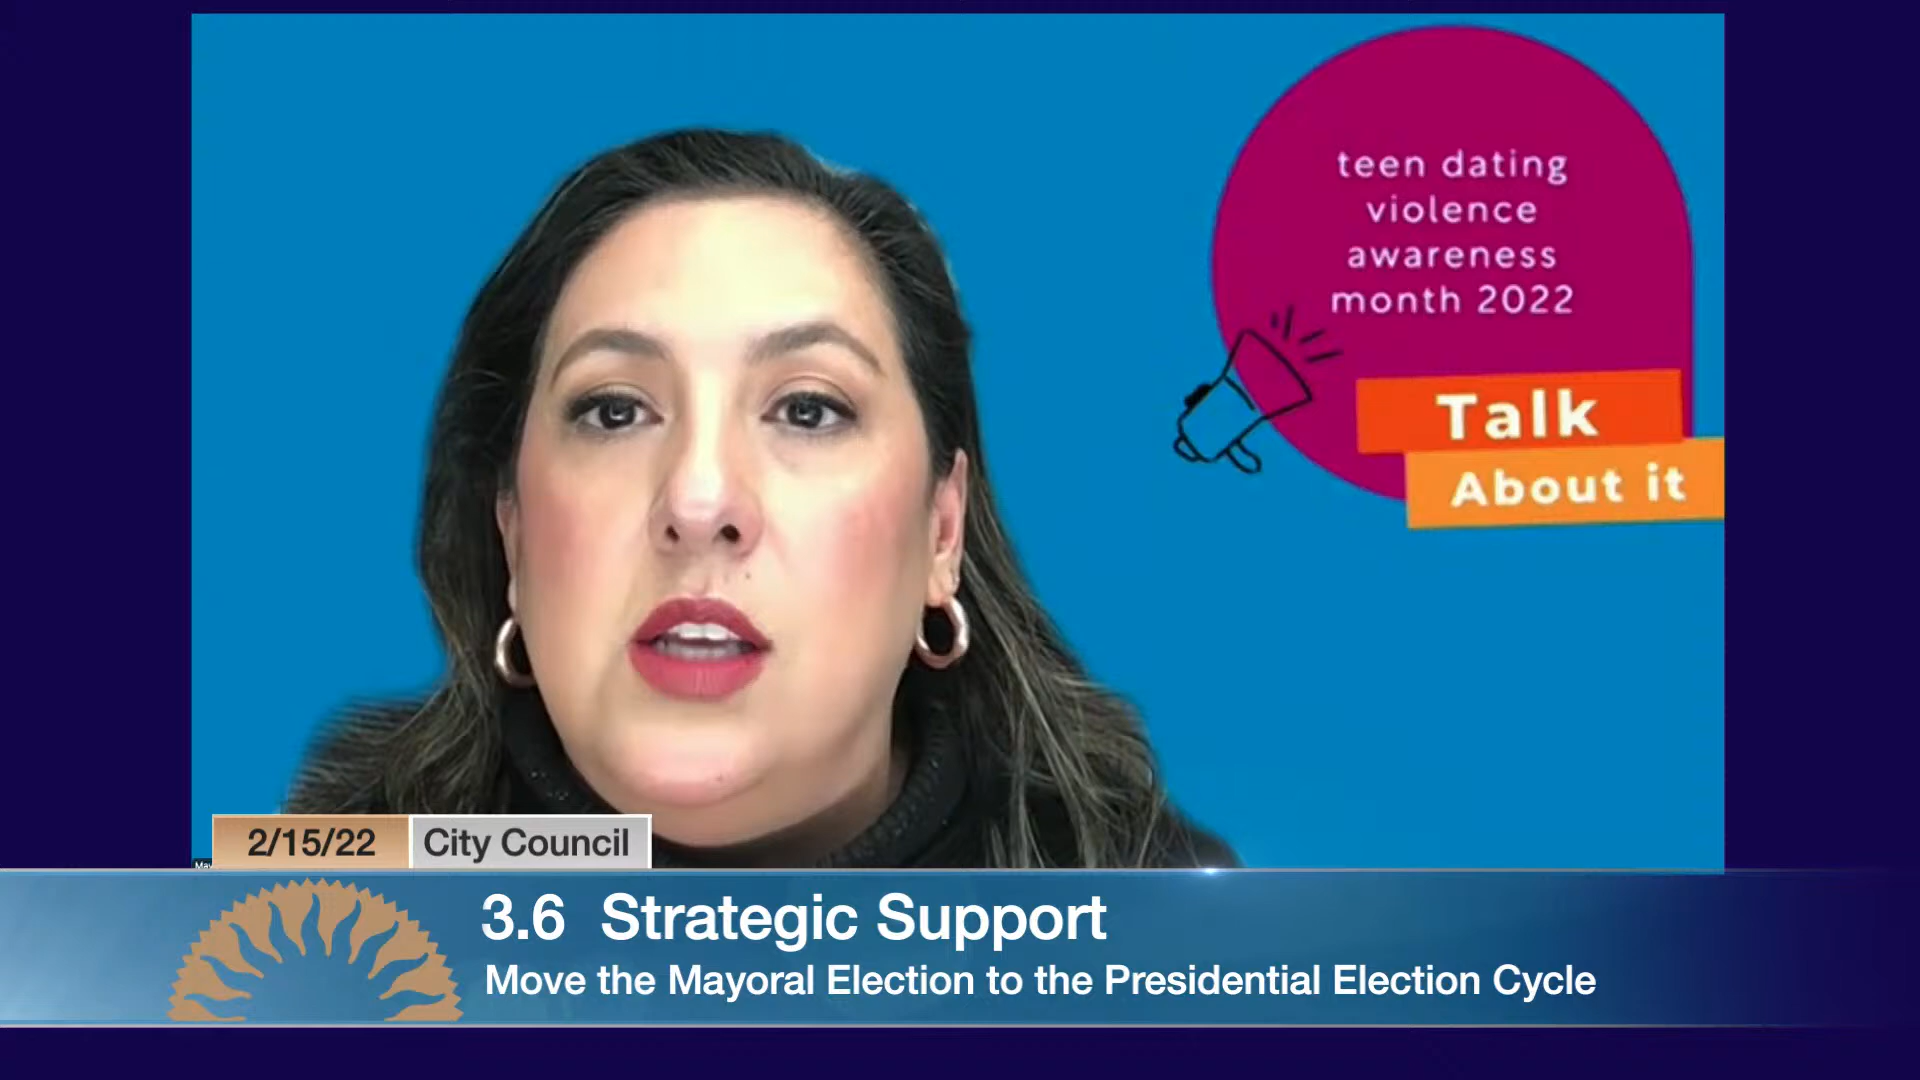 teen dating
violence
awareness
month 2022
Talk
About it
2/15/22 City Council
3.6 Strategic Support
Move the Mayoral Election to the Presidential Election Cycle